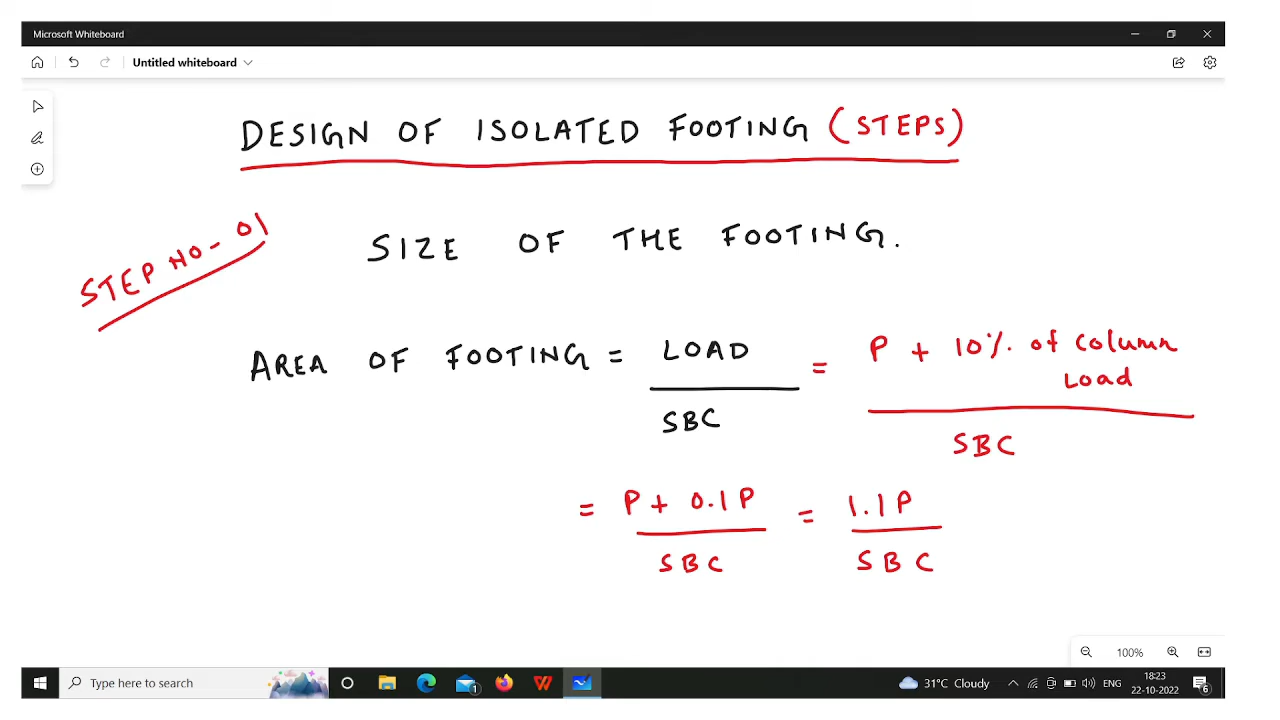 Microsoft Whiteboard
Untitled whiteboard
DESIGN OF ISOLATED FOOTING (STEPS)
STEP NO - 01
SIZE OF THE FOOTING.
AREA OF FOOTING = LOAD / SBC = P + 10% of column Load / SBC
= P + 0.1P / SBC = 1.1P / SBC
100%
Type here to search
1
31°C Cloudy
ENG
18:23
22-10-2022
6